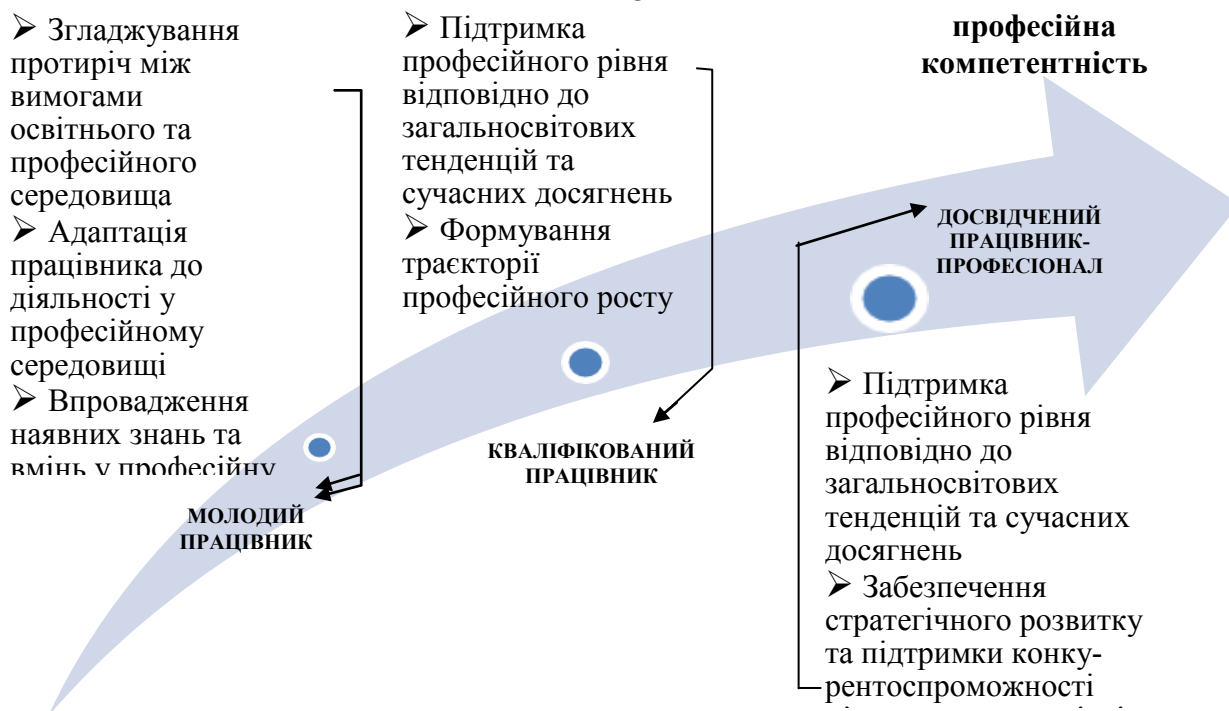 ➢ Згладжування
протиріч між
вимогами
освітнього та
професійного
середовища
➢ Адаптація
працівника до
діяльності у
професійному
середовищі
➢ Впровадження
наявних знань та
вмінь у професійну
МОЛОДИЙ
ПРАЦІВНИК
➢ Підтримка
професійного рівня
відповідно до
загальносвітових
тенденцій та
сучасних досягнень
➢ Формування
траєкторії
професійного росту
КВАЛІФІКОВАНИЙ
ПРАЦІВНИК
професійна
компетентність
ДОСВІДЧЕНИЙ
ПРАЦІВНИК-
ПРОФЕСІОНАЛ
➢ Підтримка
професійного рівня
відповідно до
загальносвітових
тенденцій та сучасних
досягнень
➢ Забезпечення
стратегічного розвитку
та підтримки конку-
рентоспроможності